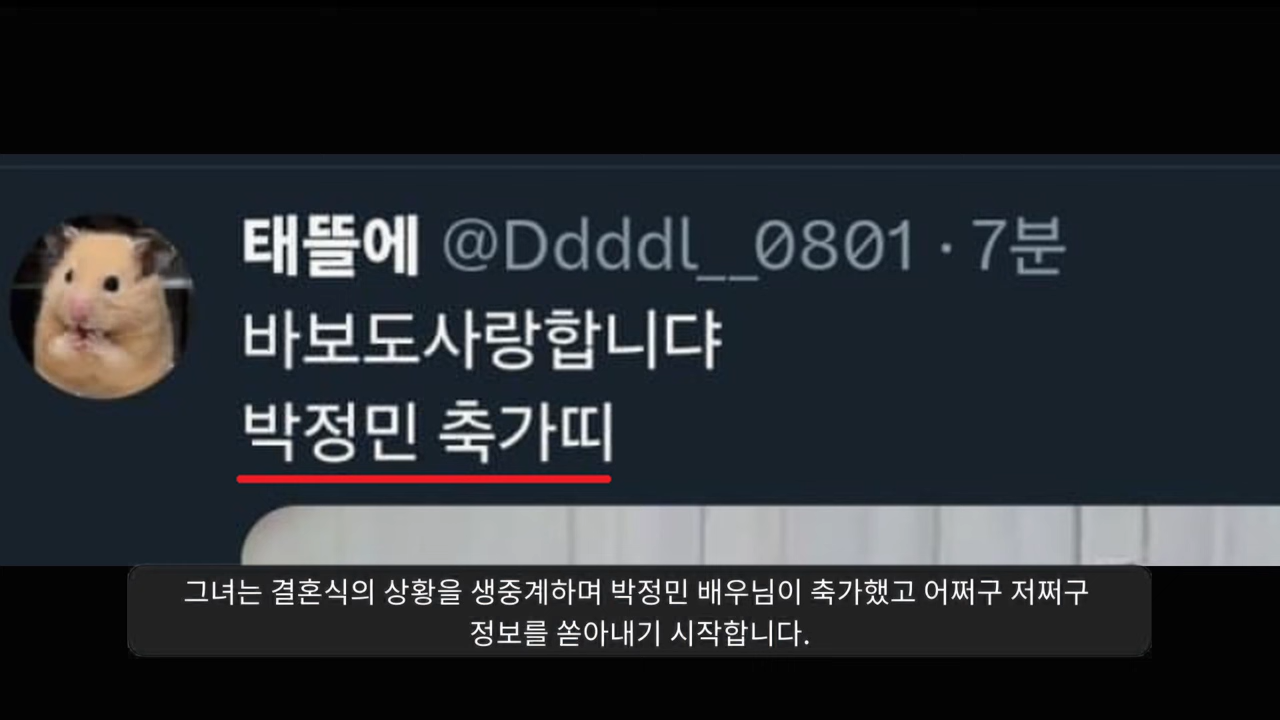 태뜰에 @Ddddl__0801 · 7분
바보도사랑합니댜
박정민 축가띠
그녀는 결혼식의 상황을 생중계하며 박정민 배우님이 축가했고 어쩌구 저쩌구
정보를 쏟아내기 시작합니다.